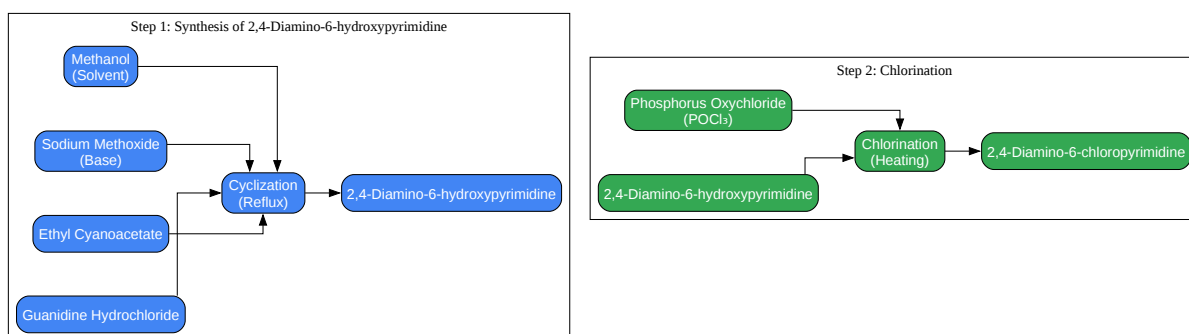 Step 1: Synthesis of 2,4-Diamino-6-hydroxypyrimidine
Methanol
(Solvent)
Sodium Methoxide
(Base)
Cyclization
(Reflux)
2,4-Diamino-6-hydroxypyrimidine
Ethyl Cyanoacetate
Guanidine Hydrochloride
Step 2: Chlorination
Phosphorus Oxychloride
(POCl₃)
Chlorination
(Heating)
2,4-Diamino-6-chloropyrimidine
2,4-Diamino-6-hydroxypyrimidine